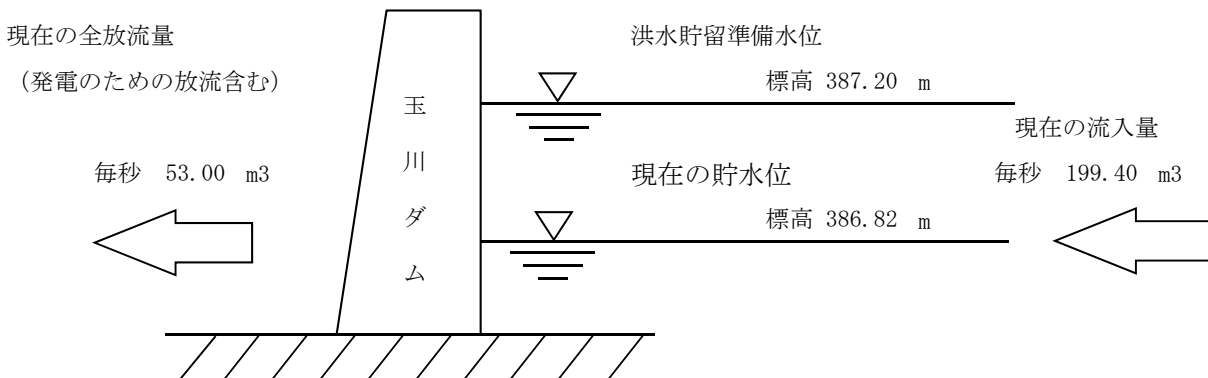 現在の全放流量
（発電のための放流含む）
毎秒　53.00　m3
玉川ダム
洪水貯留準備水位
標高 387.20　m
現在の貯水位
標高 386.82　m
現在の流入量
毎秒　199.40　m3